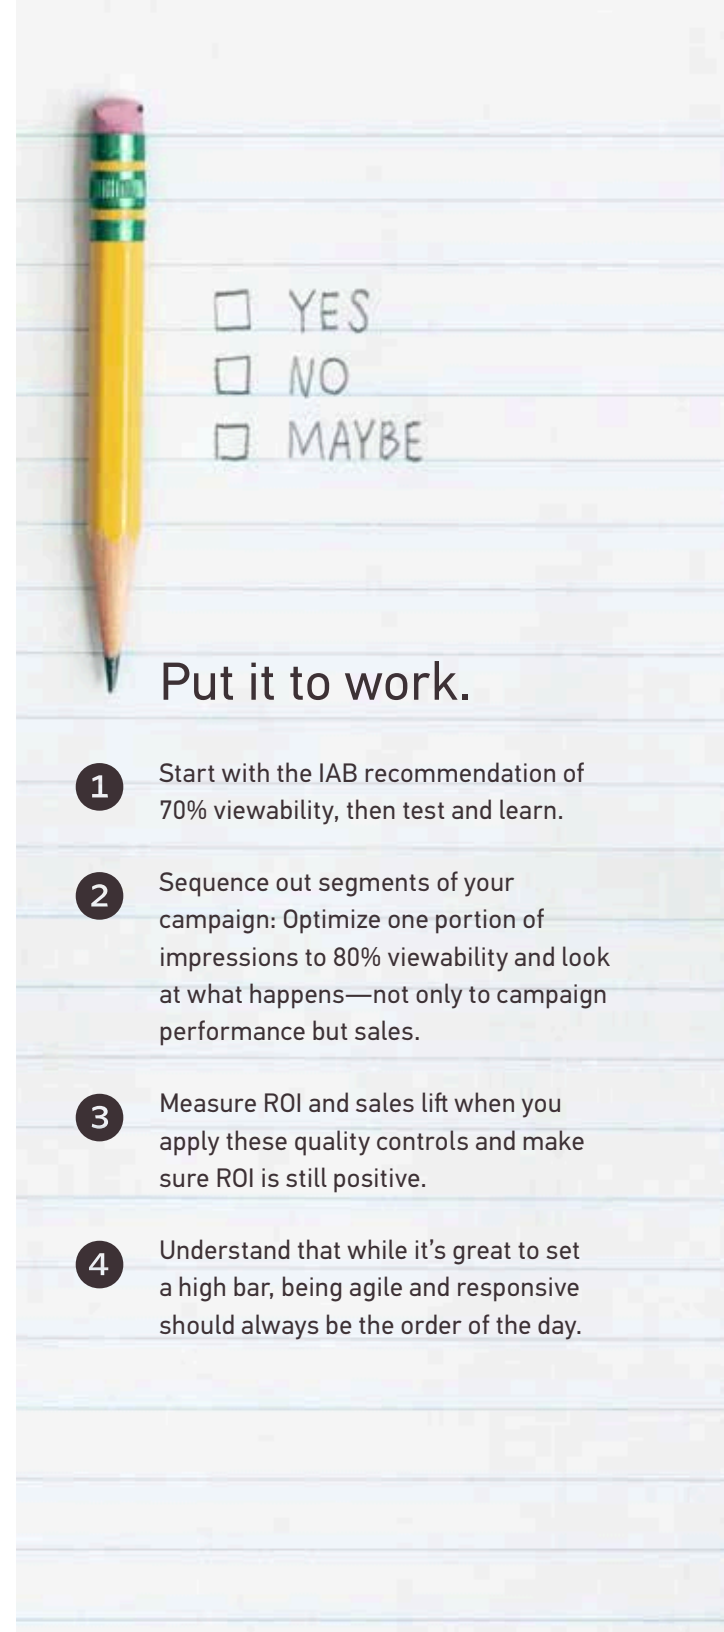 YES
NO
MAYBE
Put it to work.
1
Start with the IAB recommendation of
70% viewability, then test and learn.
2
Sequence out segments of your
campaign: Optimize one portion of
impressions to 80% viewability and look
at what happens—not only to campaign
performance but sales.
3
Measure ROI and sales lift when you
apply these quality controls and make
sure ROI is still positive.
4
Understand that while it’s great to set
a high bar, being agile and responsive
should always be the order of the day.